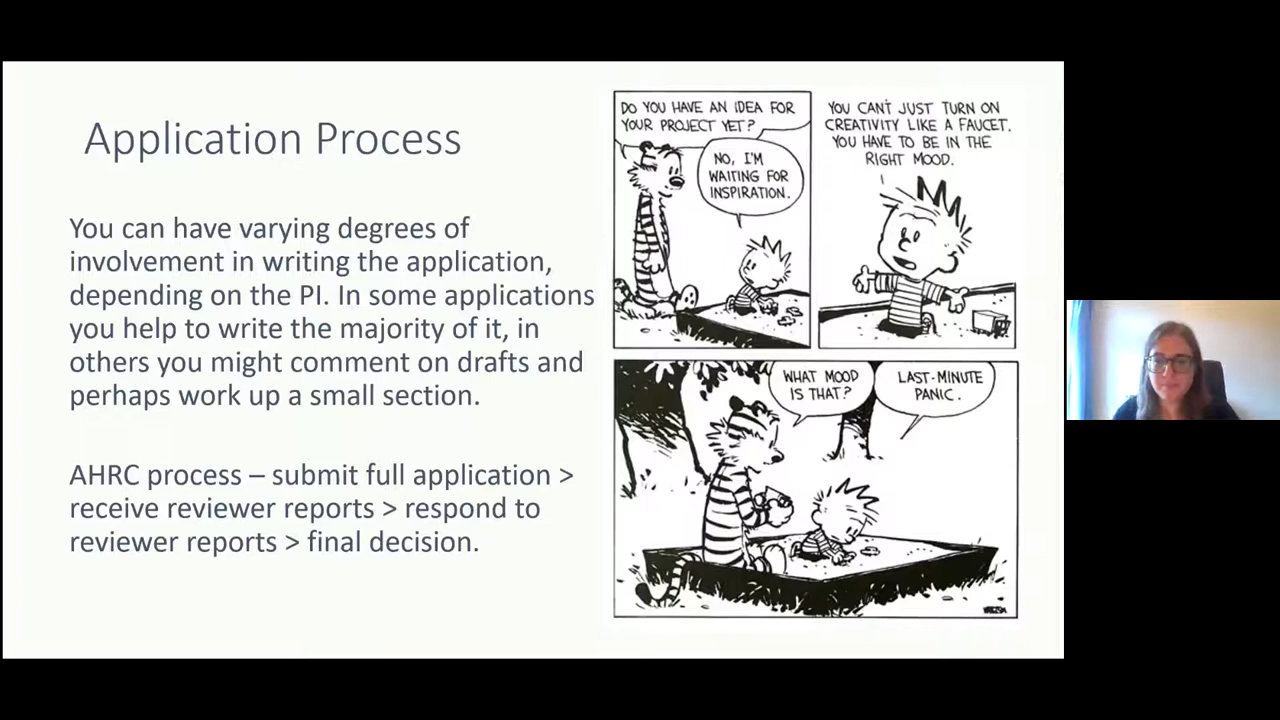 Application Process
You can have varying degrees of
involvement in writing the application,
depending on the PI. In some applications
you help to write the majority of it, in
others you might comment on drafts and
perhaps work up a small section.
AHRC process – submit full application >
receive reviewer reports > respond to
reviewer reports > final decision.
DO YOU HAVE AN IDEA FOR
YOUR PROJECT YET?
NO, I'M
WAITING FOR
INSPIRATION.
YOU CAN'T JUST TURN ON
CREATIVITY LIKE A FAUCET.
YOU HAVE TO BE IN THE
RIGHT MOOD.
WHAT MOOD
IS THAT?
LAST-MINUTE
PANIC.